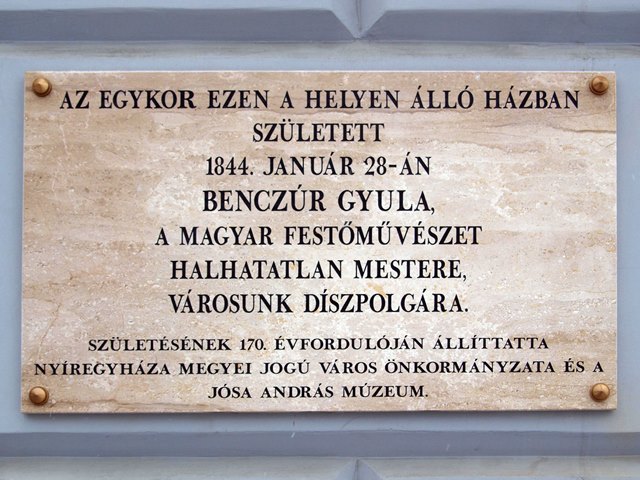 AZ EGYKOR EZEN A HELYEN ÁLLÓ HÁZBAN
SZÜLETETT
1844. JANUÁR 28-ÁN
BENCZÚR GYULA,
A MAGYAR FESTŐMŰVÉSZET
HALHATATLAN MESTERE,
VÁROSUNK DÍSZPOLGÁRA.
SZÜLETÉSÉNEK 170. ÉVFORDULÓJÁN ÁLLÍTTATTA
NYÍREGYHÁZA MEGYEI JOGÚ VÁROS ÖNKORMÁNYZATA ÉS A
JÓSA ANDRÁS MÚZEUM.